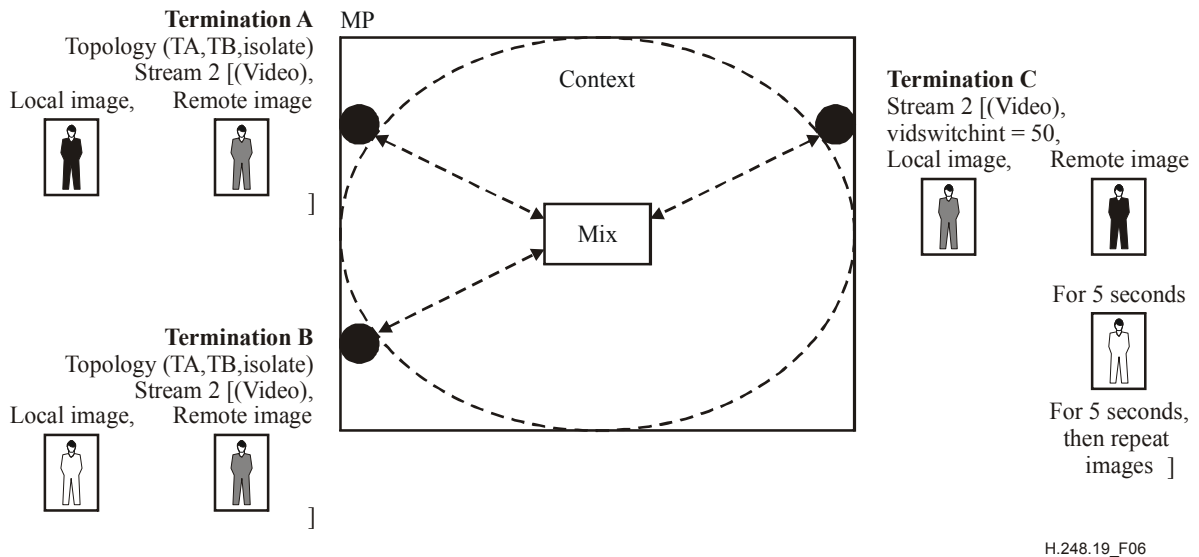 Termination A
Topology (TA,TB,isolate)
Stream 2 [(Video),
Local image, Remote image
]
MP
Context
Mix
Termination B
Topology (TA,TB,isolate)
Stream 2 [(Video),
Local image, Remote image
]
Termination C
Stream 2 [(Video),
vidswitchint = 50,
Local image, Remote image
For 5 seconds
For 5 seconds,
then repeat
images ]
H.248.19_F06